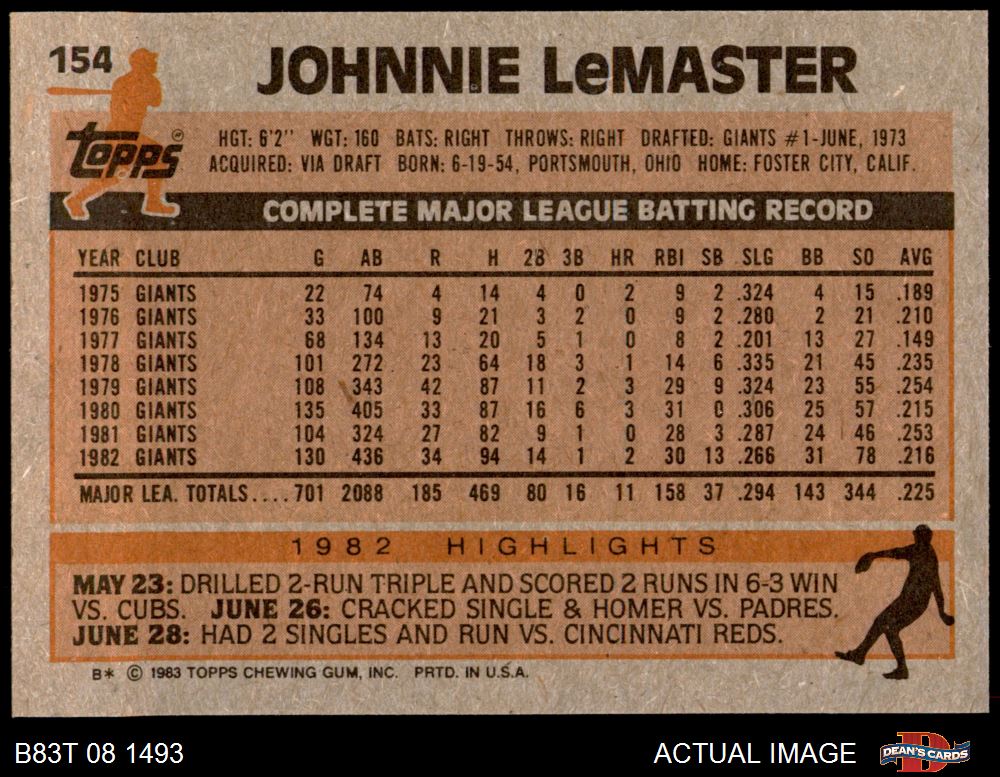 154
JOHNNIE LeMASTER
Topps
HGT: 6'2'' WGT: 160 BATS: RIGHT THROWS: RIGHT DRAFTED: GIANTS #1-JUNE, 1973
ACQUIRED: VIA DRAFT BORN: 6-19-54, PORTSMOUTH, OHIO HOME: FOSTER CITY, CALIF.
COMPLETE MAJOR LEAGUE BATTING RECORD
YEAR CLUB G AB R H 2B 3B HR RBI SB SLG BB SO AVG
1975 GIANTS 22 74 4 14 4 0 2 9 2 .324 4 15 .189
1976 GIANTS 33 100 9 21 3 2 0 9 2 .280 2 21 .210
1977 GIANTS 68 134 13 20 5 1 0 8 2 .201 13 27 .149
1978 GIANTS 101 272 23 64 18 3 1 14 6 .335 21 45 .235
1979 GIANTS 108 343 42 87 11 2 3 29 9 .324 23 55 .254
1980 GIANTS 135 405 33 87 16 6 3 31 0 .306 25 57 .215
1981 GIANTS 104 324 27 82 9 1 0 28 3 .287 24 46 .253
1982 GIANTS 130 436 34 94 14 1 2 30 13 .266 31 78 .216
MAJOR LEA. TOTALS....701 2088 185 469 80 16 11 158 37 .294 143 344 .225
1982 HIGHLIGHTS
MAY 23: DRILLED 2-RUN TRIPLE AND SCORED 2 RUNS IN 6-3 WIN
VS. CUBS. JUNE 26: CRACKED SINGLE & HOMER VS. PADRES.
JUNE 28: HAD 2 SINGLES AND RUN VS. CINCINNATI REDS.
B* © 1983 TOPPS CHEWING GUM, INC. PRTD. IN U.S.A.
B83T 08 1493 ACTUAL IMAGE DEAN'S CARDS